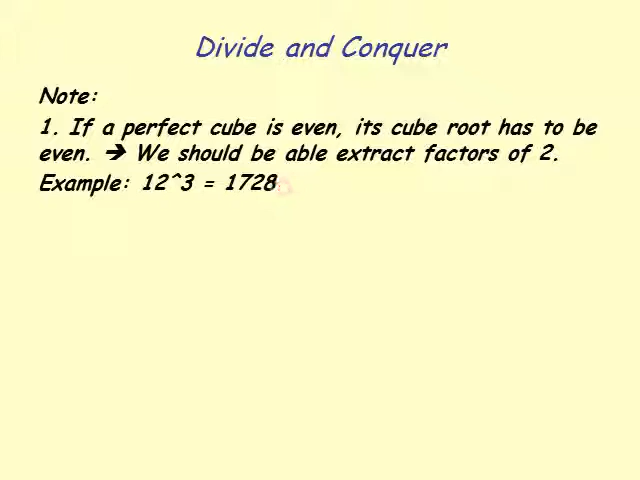 Divide and Conquer
Note:
1. If a perfect cube is even, its cube root has to be
even. ➔ We should be able extract factors of 2.
Example: 12^3 = 1728